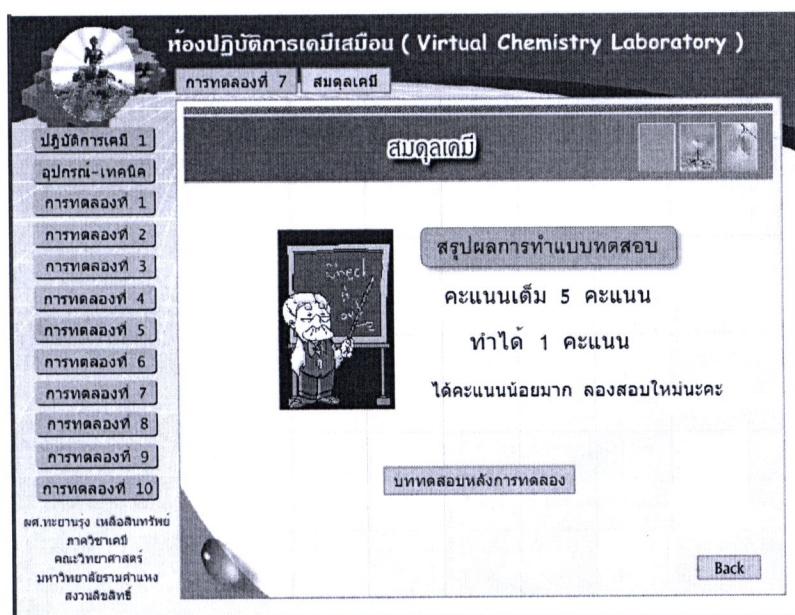 ห้องปฏิบัติการเคมีเสมือน ( Virtual Chemistry Laboratory )
การทดลองที่ 7 สมดุลเคมี
สมดุลเคมี
ปฏิบัติการเคมี 1
อุปกรณ์-เทคนิค
การทดลองที่ 1
การทดลองที่ 2
การทดลองที่ 3
การทดลองที่ 4
การทดลองที่ 5
การทดลองที่ 6
การทดลองที่ 7
การทดลองที่ 8
การทดลองที่ 9
การทดลองที่ 10
ผศ.ทะยานรุ่ง เหลือสินทรัพย์
ภาควิชาเคมี
คณะวิทยาศาสตร์
มหาวิทยาลัยรามคำแหง
สงวนลิขสิทธิ์
สรุปผลการทำแบบทดสอบ
คะแนนเต็ม 5 คะแนน
ทำได้ 1 คะแนน
ได้คะแนนน้อยมาก ลองสอบใหม่นะคะ
บททดสอบหลังการทดลอง
Back